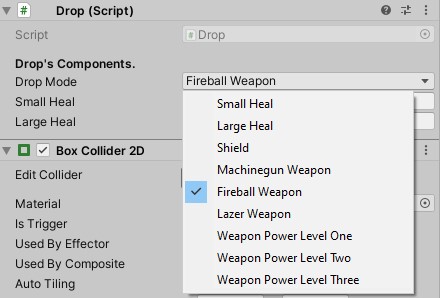 Drop (Script)
Script Drop
Drop's Components.
Drop Mode Fireball Weapon
Small Heal Small Heal
Large Heal Large Heal
Shield
Box Collider 2D Machinegun Weapon
Edit Collider Fireball Weapon
Material Lazer Weapon
Is Trigger
Used By Effector Weapon Power Level One
Used By Composite Weapon Power Level Two
Auto Tiling Weapon Power Level Three